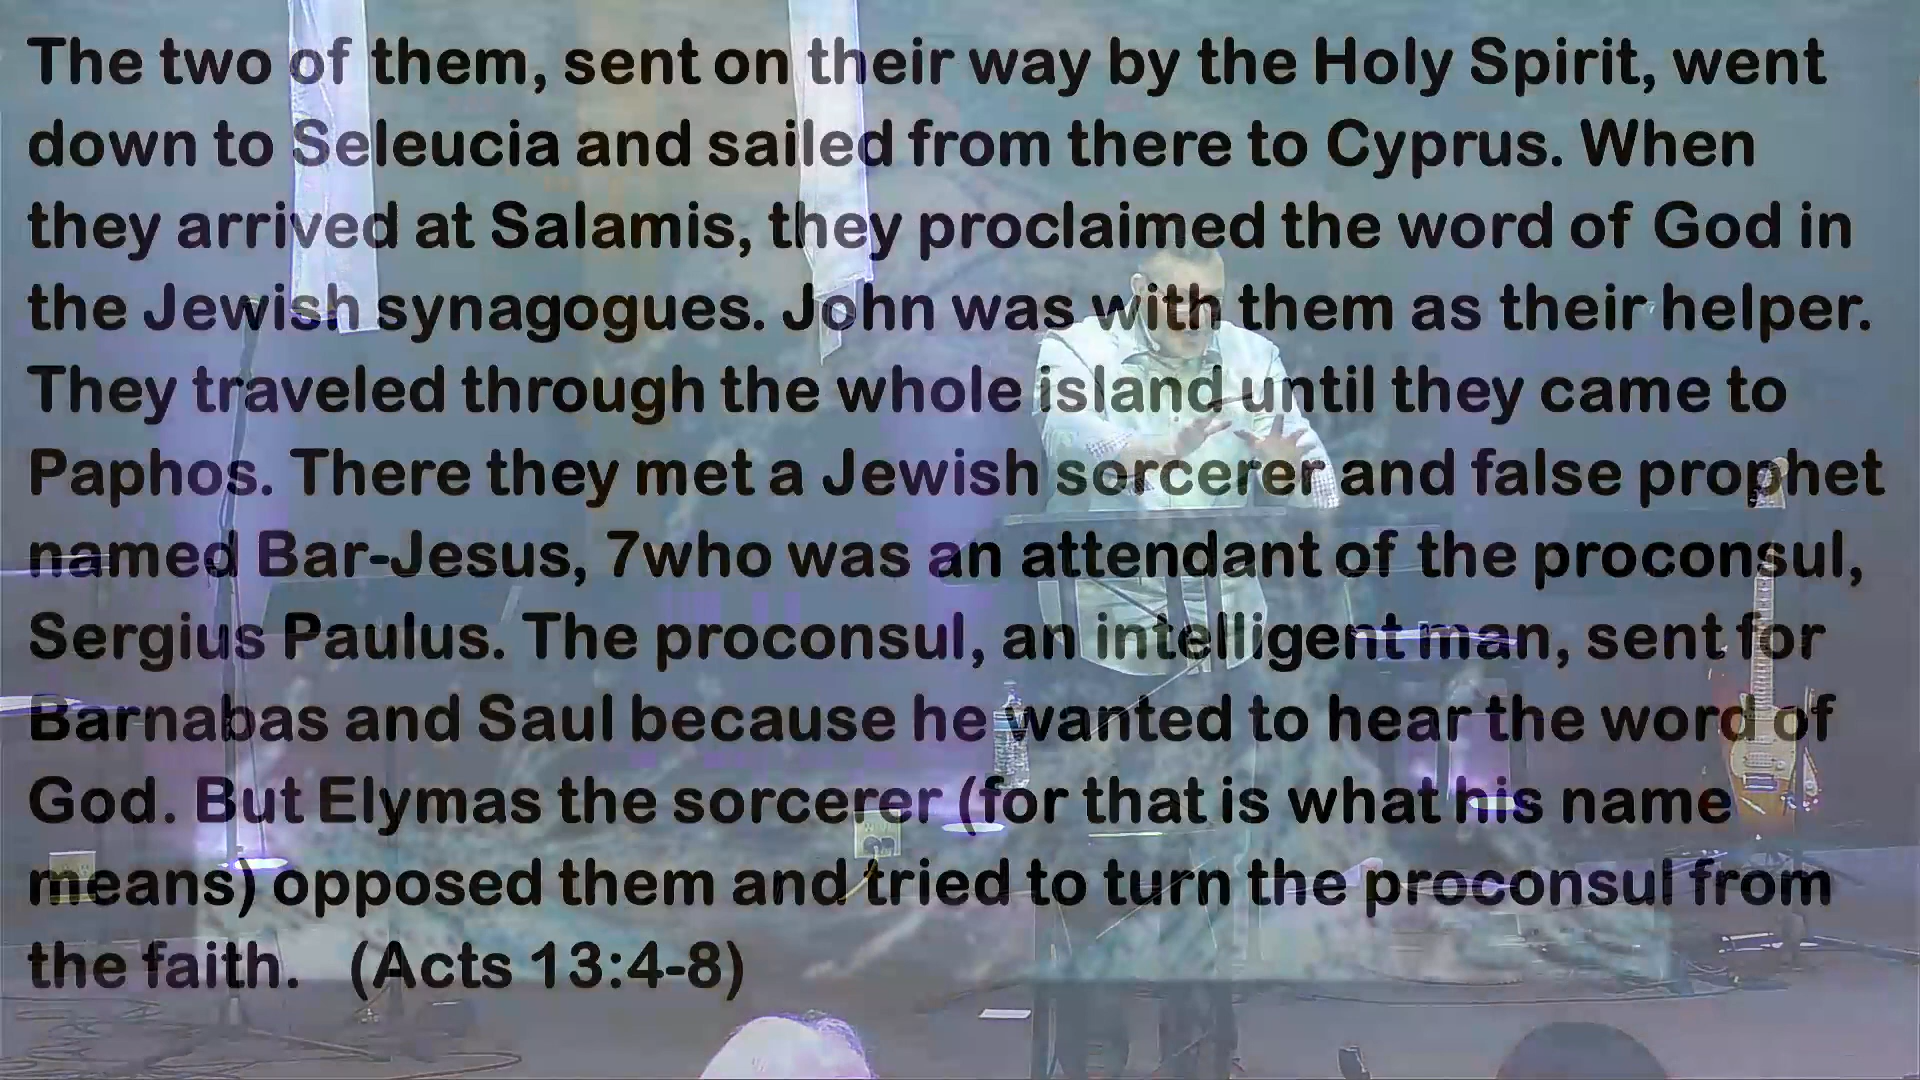 The two of them, sent on their way by the Holy Spirit, went
down to Seleucia and sailed from there to Cyprus. When
they arrived at Salamis, they proclaimed the word of God in
the Jewish synagogues. John was with them as their helper.
They traveled through the whole island until they came to
Paphos. There they met a Jewish sorcerer and false prophet
named Bar-Jesus, 7who was an attendant of the proconsul,
Sergius Paulus. The proconsul, an intelligent man, sent for
Barnabas and Saul because he wanted to hear the word of
God. But Elymas the sorcerer (for that is what his name
means) opposed them and tried to turn the proconsul from
the faith.   (Acts 13:4-8)